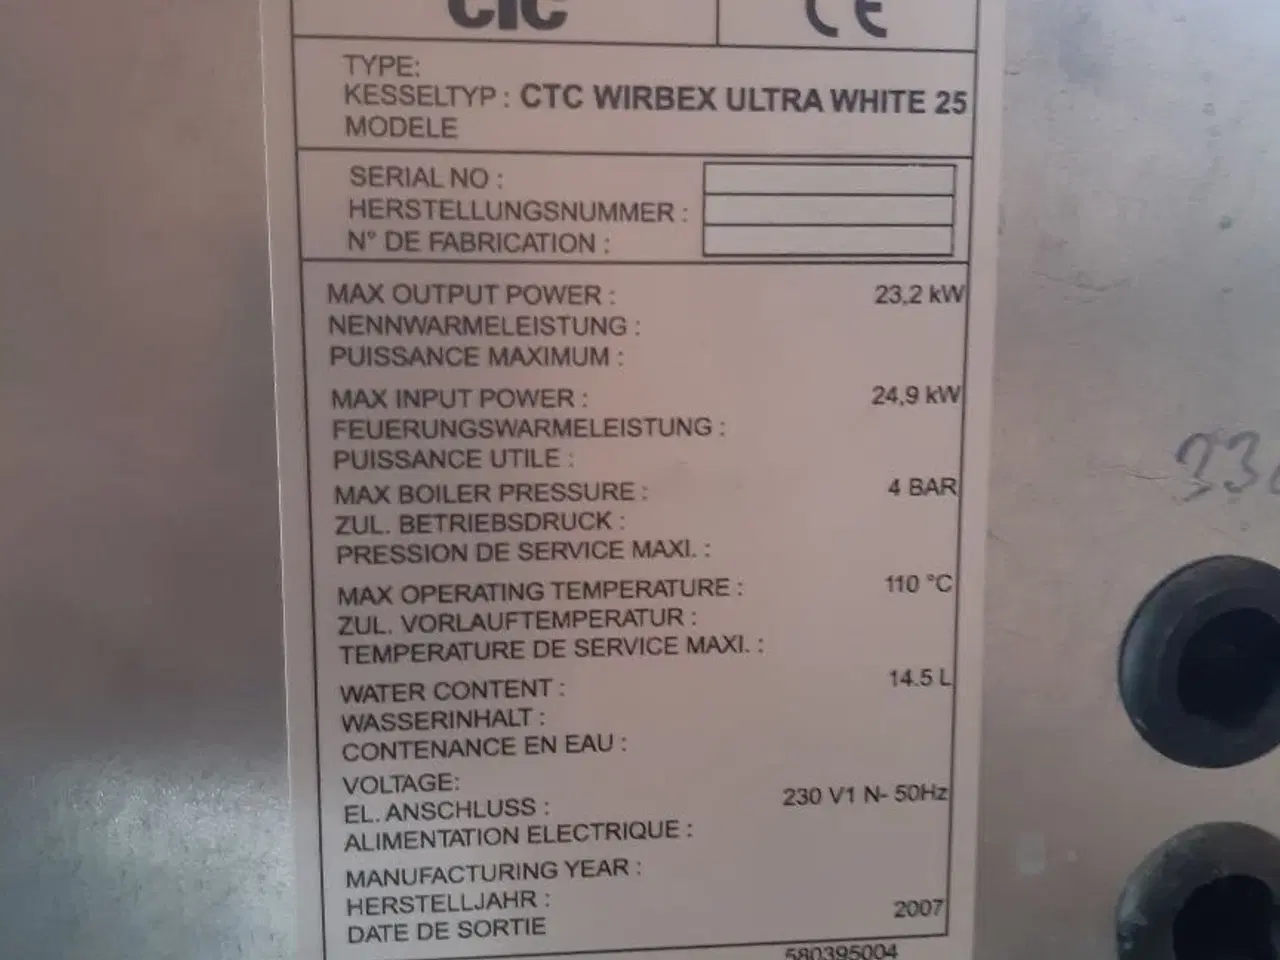 CTC CE
TYPE:
KESSELTYP : CTC WIRBEX ULTRA WHITE 25
MODELE
SERIAL NO :
HERSTELLUNGSNUMMER :
N° DE FABRICATION :
MAX OUTPUT POWER : 23,2 kW
NENNWARMELEISTUNG :
PUISSANCE MAXIMUM :
MAX INPUT POWER : 24,9 kW
FEUERUNGSWARMELEISTUNG :
PUISSANCE UTILE :
MAX BOILER PRESSURE : 4 BAR
ZUL. BETRIEBSDRUCK :
PRESSION DE SERVICE MAXI. :
MAX OPERATING TEMPERATURE : 110 °C
ZUL. VORLAUFTEMPERATUR :
TEMPERATURE DE SERVICE MAXI. :
WATER CONTENT : 14.5 L
WASSERINHALT :
CONTENANCE EN EAU :
VOLTAGE:
EL. ANSCHLUSS : 230 V1 N- 50Hz
ALIMENTATION ELECTRIQUE :
MANUFACTURING YEAR :
HERSTELLJAHR : 2007
DATE DE SORTIE
580395004